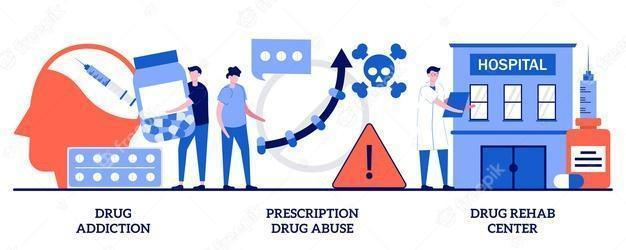 HOSPITAL
DRUG
ADDICTION
PRESCRIPTION
DRUG ABUSE
DRUG REHAB
CENTER